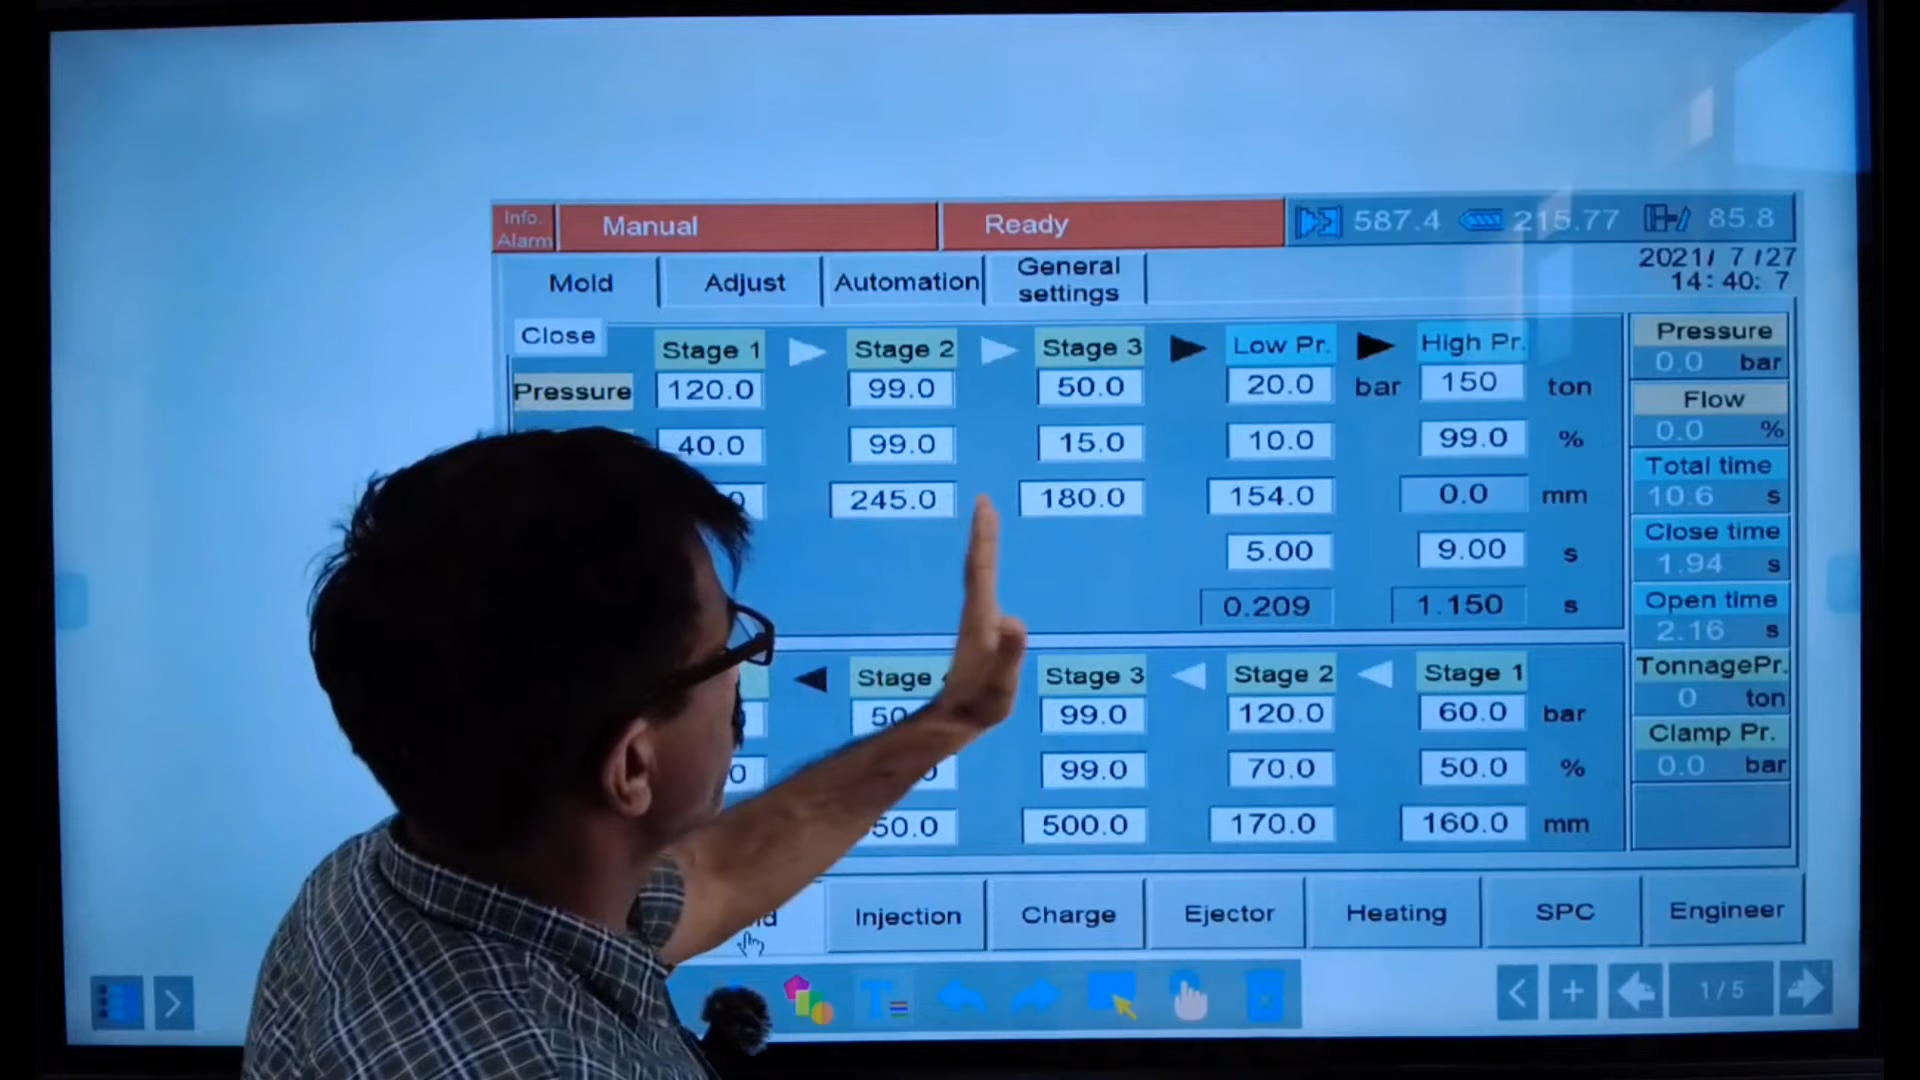 Info. Alarm Manual Ready 587.4 215.77 85.8
2021/ 7 /27
14: 40: 7
Mold Adjust Automation General settings
Close Stage 1 Stage 2 Stage 3 Low Pr. High Pr.
Pressure 120.0 99.0 50.0 20.0 bar 150 ton
40.0 99.0 15.0 10.0 99.0 %
245.0 180.0 154.0 0.0 mm
5.00 9.00 s
0.209 1.150 s
Stage Stage 3 Stage 2 Stage 1
99.0 120.0 60.0 bar
99.0 70.0 50.0 %
500.0 170.0 160.0 mm
Pressure
0.0 bar
Flow
0.0 %
Total time
10.6 s
Close time
1.94 s
Open time
2.16 s
TonnagePr.
0 ton
Clamp Pr.
0.0 bar
Injection Charge Ejector Heating SPC Engineer
1/5